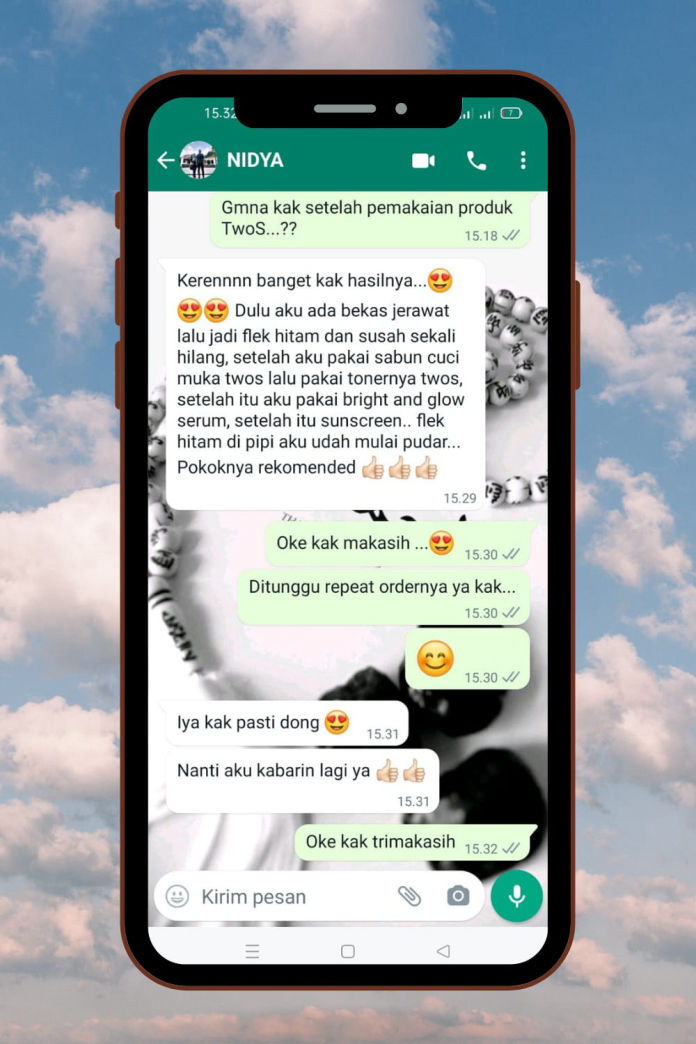 15.32
7
NIDYA
Gmna kak setelah pemakaian produk
TwoS...??
15.18
Kerennnn banget kak hasilnya...😍
😍😍 Dulu aku ada bekas jerawat
lalu jadi flek hitam dan susah sekali
hilang, setelah aku pakai sabun cuci
muka twos lalu pakai tonernya twos,
setelah itu aku pakai bright and glow
serum, setelah itu sunscreen.. flek
hitam di pipi aku udah mulai pudar...
Pokoknya rekomended 👍🏻👍🏻👍🏻
15.29
Oke kak makasih ...😍
15.30
Ditunggu repeat ordernya ya kak...
15.30
😊
15.30
Iya kak pasti dong 😍
15.31
Nanti aku kabarin lagi ya 👍🏻👍🏻
15.31
Oke kak trimakasih
15.32
Kirim pesan